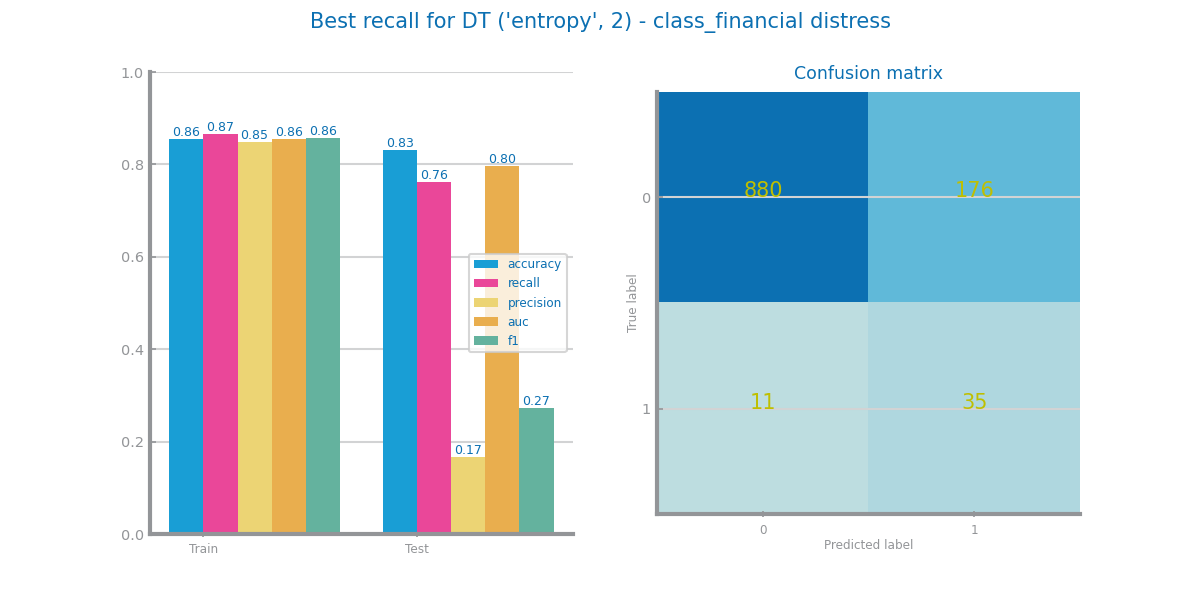 Best recall for DT ('entropy', 2) - class_financial distress
1.0
0.8
0.6
0.4
0.2
0.0
0.86
0.87
0.85
0.86
0.86
0.83
0.76
0.17
0.80
0.27
accuracy
recall
precision
auc
f1
Train
Test
Confusion matrix
True label
0
1
880
176
11
35
0
1
Predicted label